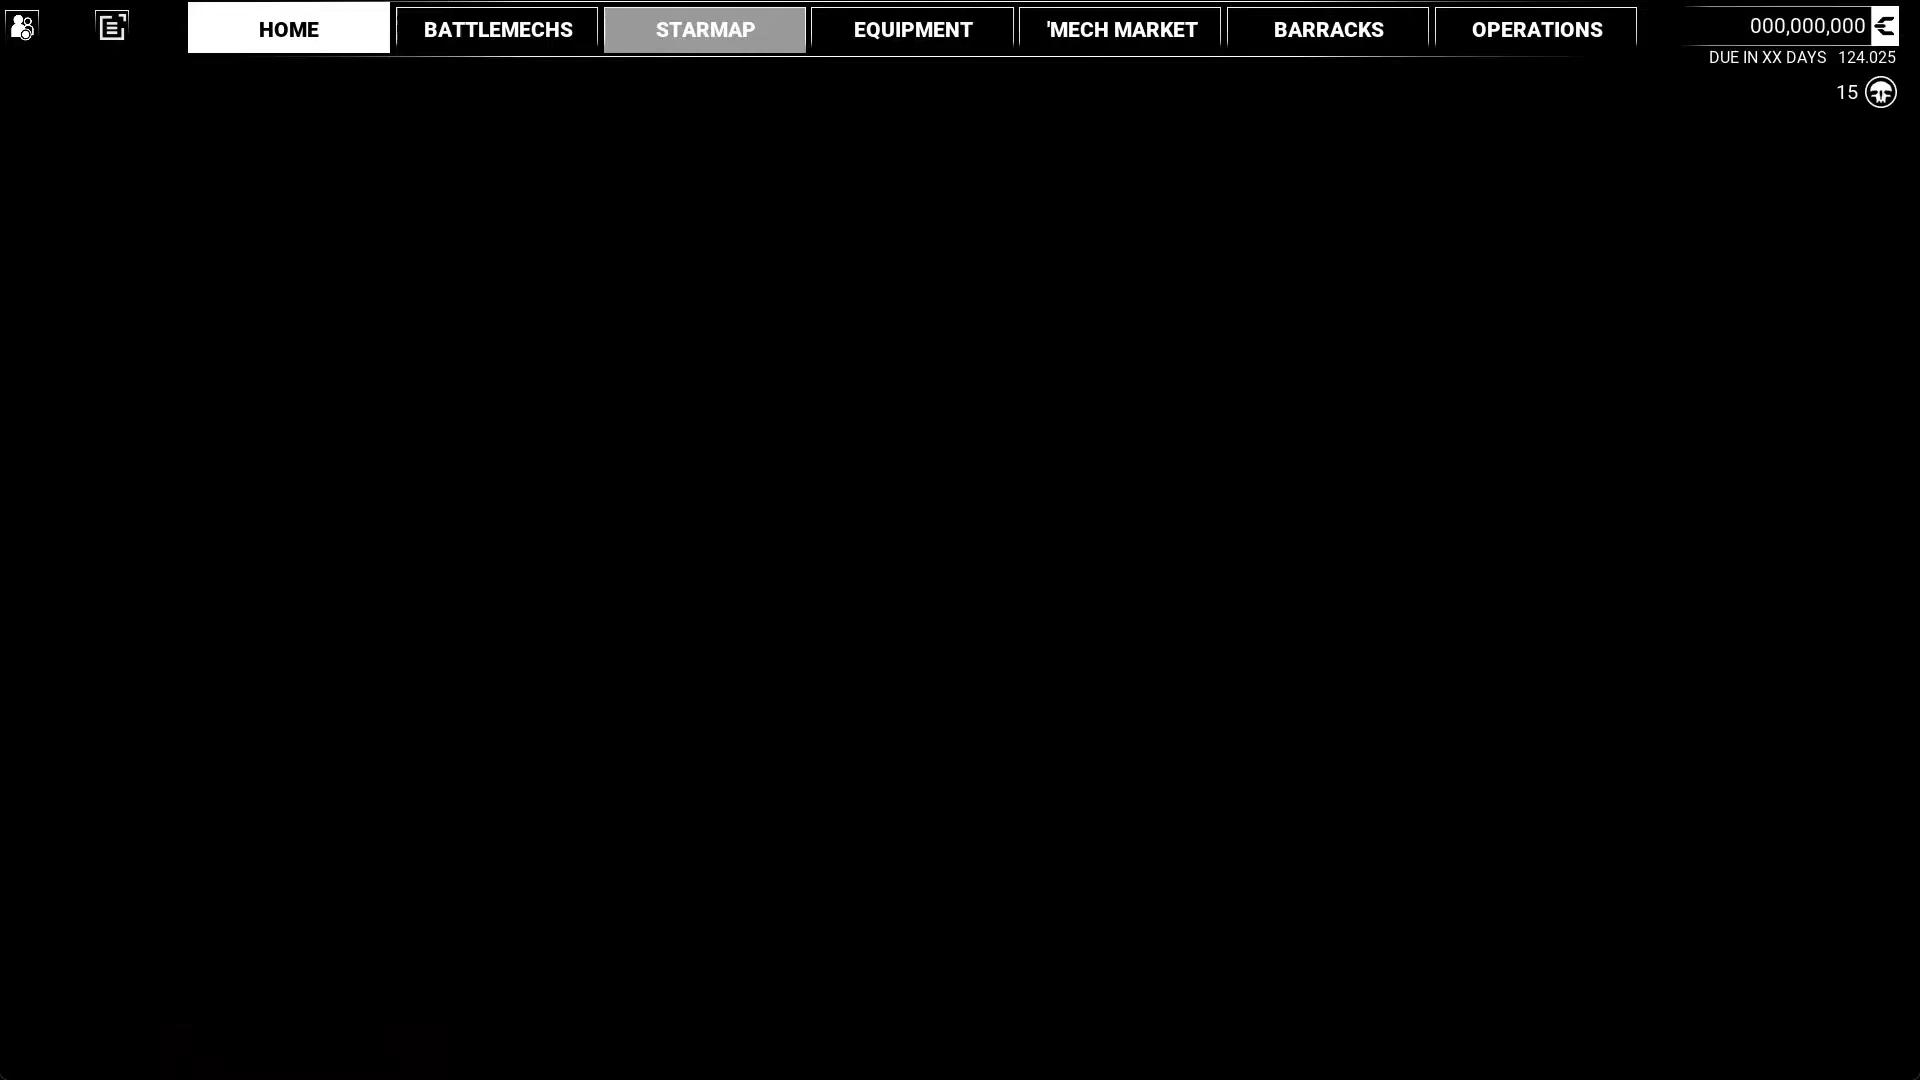 HOME
BATTLEMECHS
STARMAP
EQUIPMENT
'MECH MARKET
BARRACKS
OPERATIONS
000,000,000
DUE IN XX DAYS 124.025
15